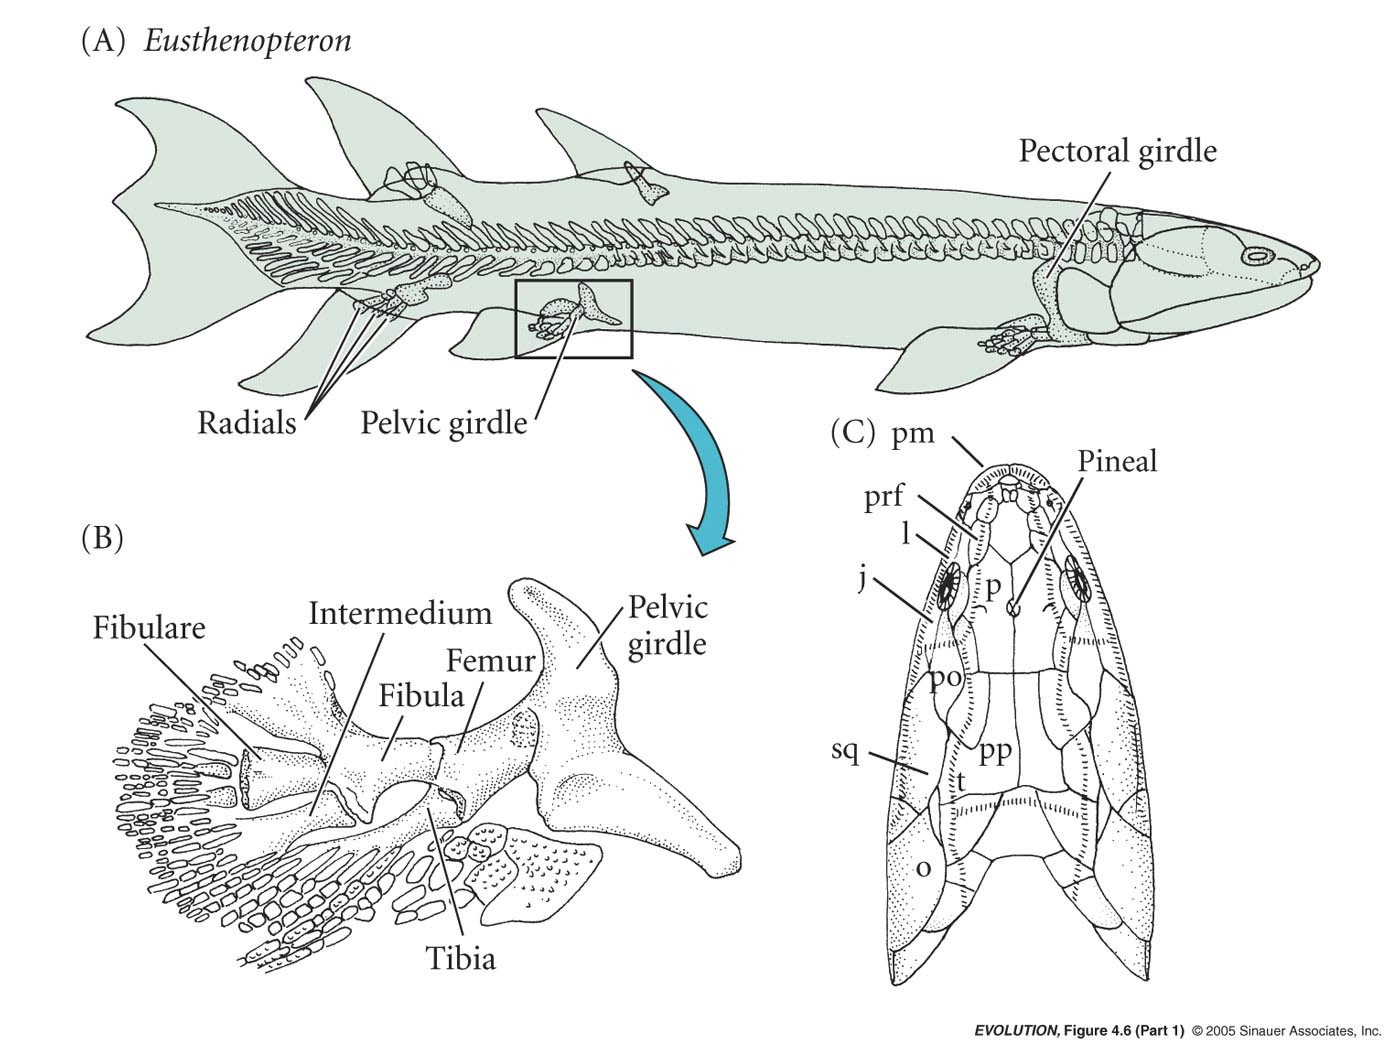 (A) Eusthenopteron
Pectoral girdle
Radials
Pelvic girdle
(B)
Fibulare
Intermedium
Fibula
Femur
Pelvic
girdle
Tibia
(C) pm
Pineal
prf
l
j
p
po
sq
pp
t
o
EVOLUTION, Figure 4.6 (Part 1) © 2005 Sinauer Associates, Inc.